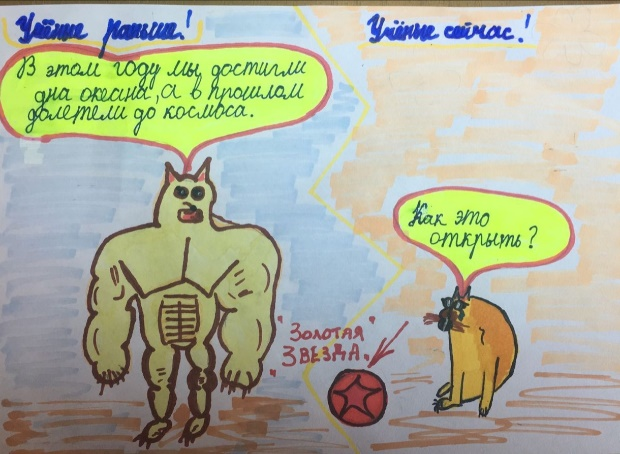 Учёные раньше!
В этом году мы достигли
дна океана, а в прошлом
долетели до космоса.
Учёные сейчас!
Как это
открыть?
"Золотая
Звезда."